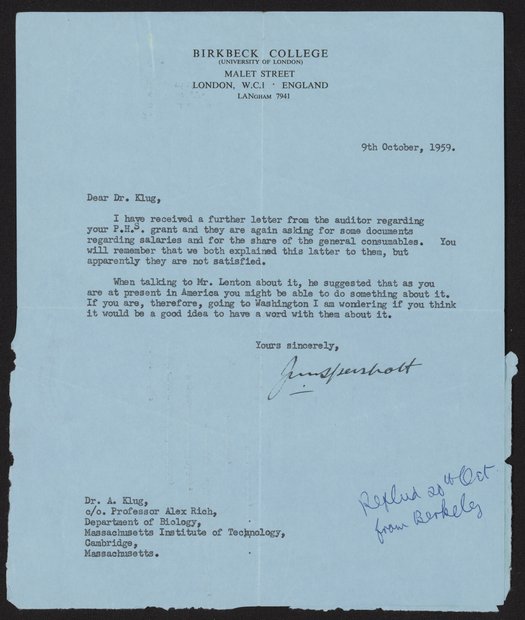 BIRKBECK COLLEGE
(UNIVERSITY OF LONDON)
MALET STREET
LONDON, W.C.1 · ENGLAND
LANGHAM 7941
9th October, 1959.
Dear Dr. Klug,
I have received a further letter from the auditor regarding
your P.H.S. grant and they are again asking for some documents
regarding salaries and for the share of the general consumables. You
will remember that we both explained this latter to them, but
apparently they are not satisfied.
When talking to Mr. Lenton about it, he suggested that as you
are at present in America you might be able to do something about it.
If you are, therefore, going to Washington I am wondering if you think
it would be a good idea to have a word with them about it.
Yours sincerely,
Dr. A. Klug,
c/o. Professor Alex Rich,
Department of Biology,
Massachusetts Institute of Technology,
Cambridge,
Massachusetts.
Replied 20th Oct
from Berkeley